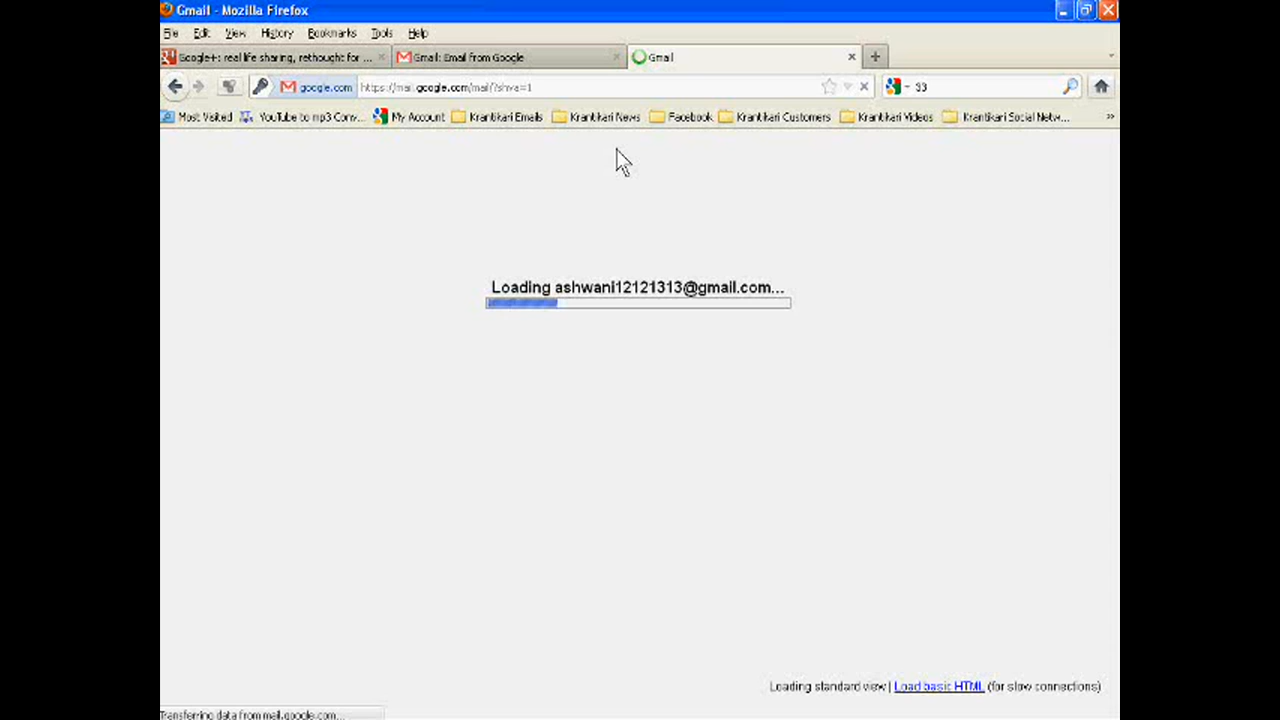 Gmail - Mozilla Firefox
File Edit View History Bookmarks Tools Help
Google+: real life sharing, rethought for ... Gmail: Email from Google Gmail
google.com https://mail.google.com/mail/?shva=1 33
Most Visited YouTube to mp3 Conv... My Account Krantikari Emails Krantikari News Facebook Krantikari Customers Krantikari Videos Krantikari Social Netw...
Loading ashwani12121313@gmail.com...
Loading standard view | Load basic HTML (for slow connections)
Transferring data from mail.google.com...